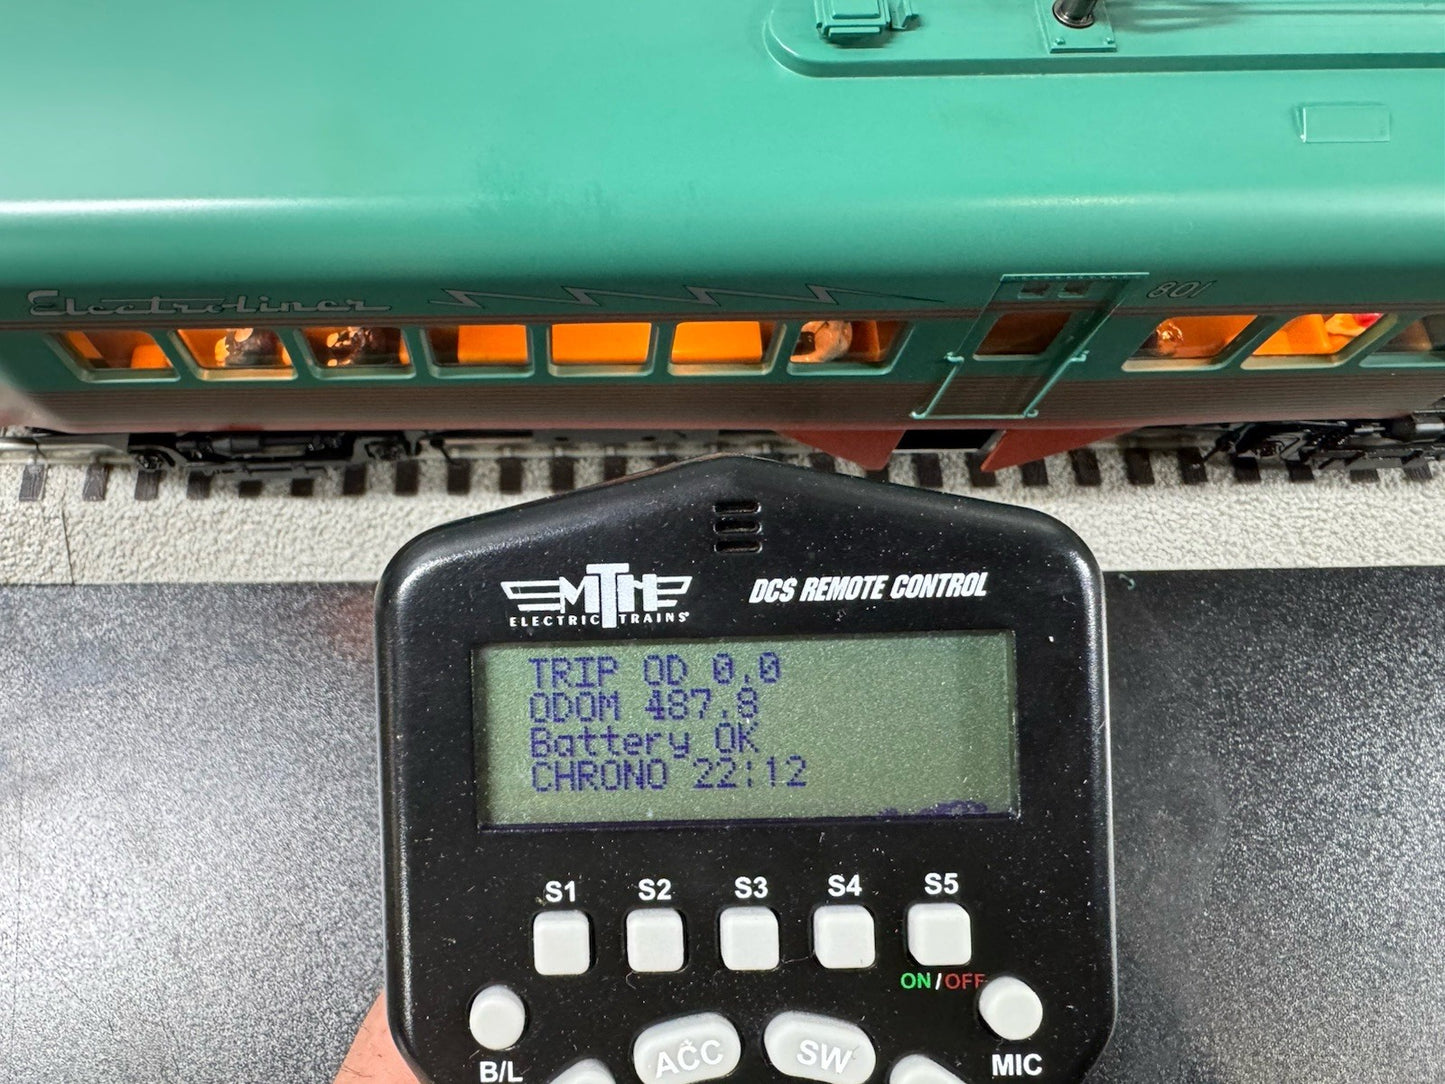 Electroliner
801
MTH
ELECTRIC TRAINS
DCS REMOTE CONTROL
TRIP OD 0.0
ODOM 487.8
Battery OK
CHRONO 22:12
S1 S2 S3 S4 S5
ON/OFF
B/L ACC SW MIC